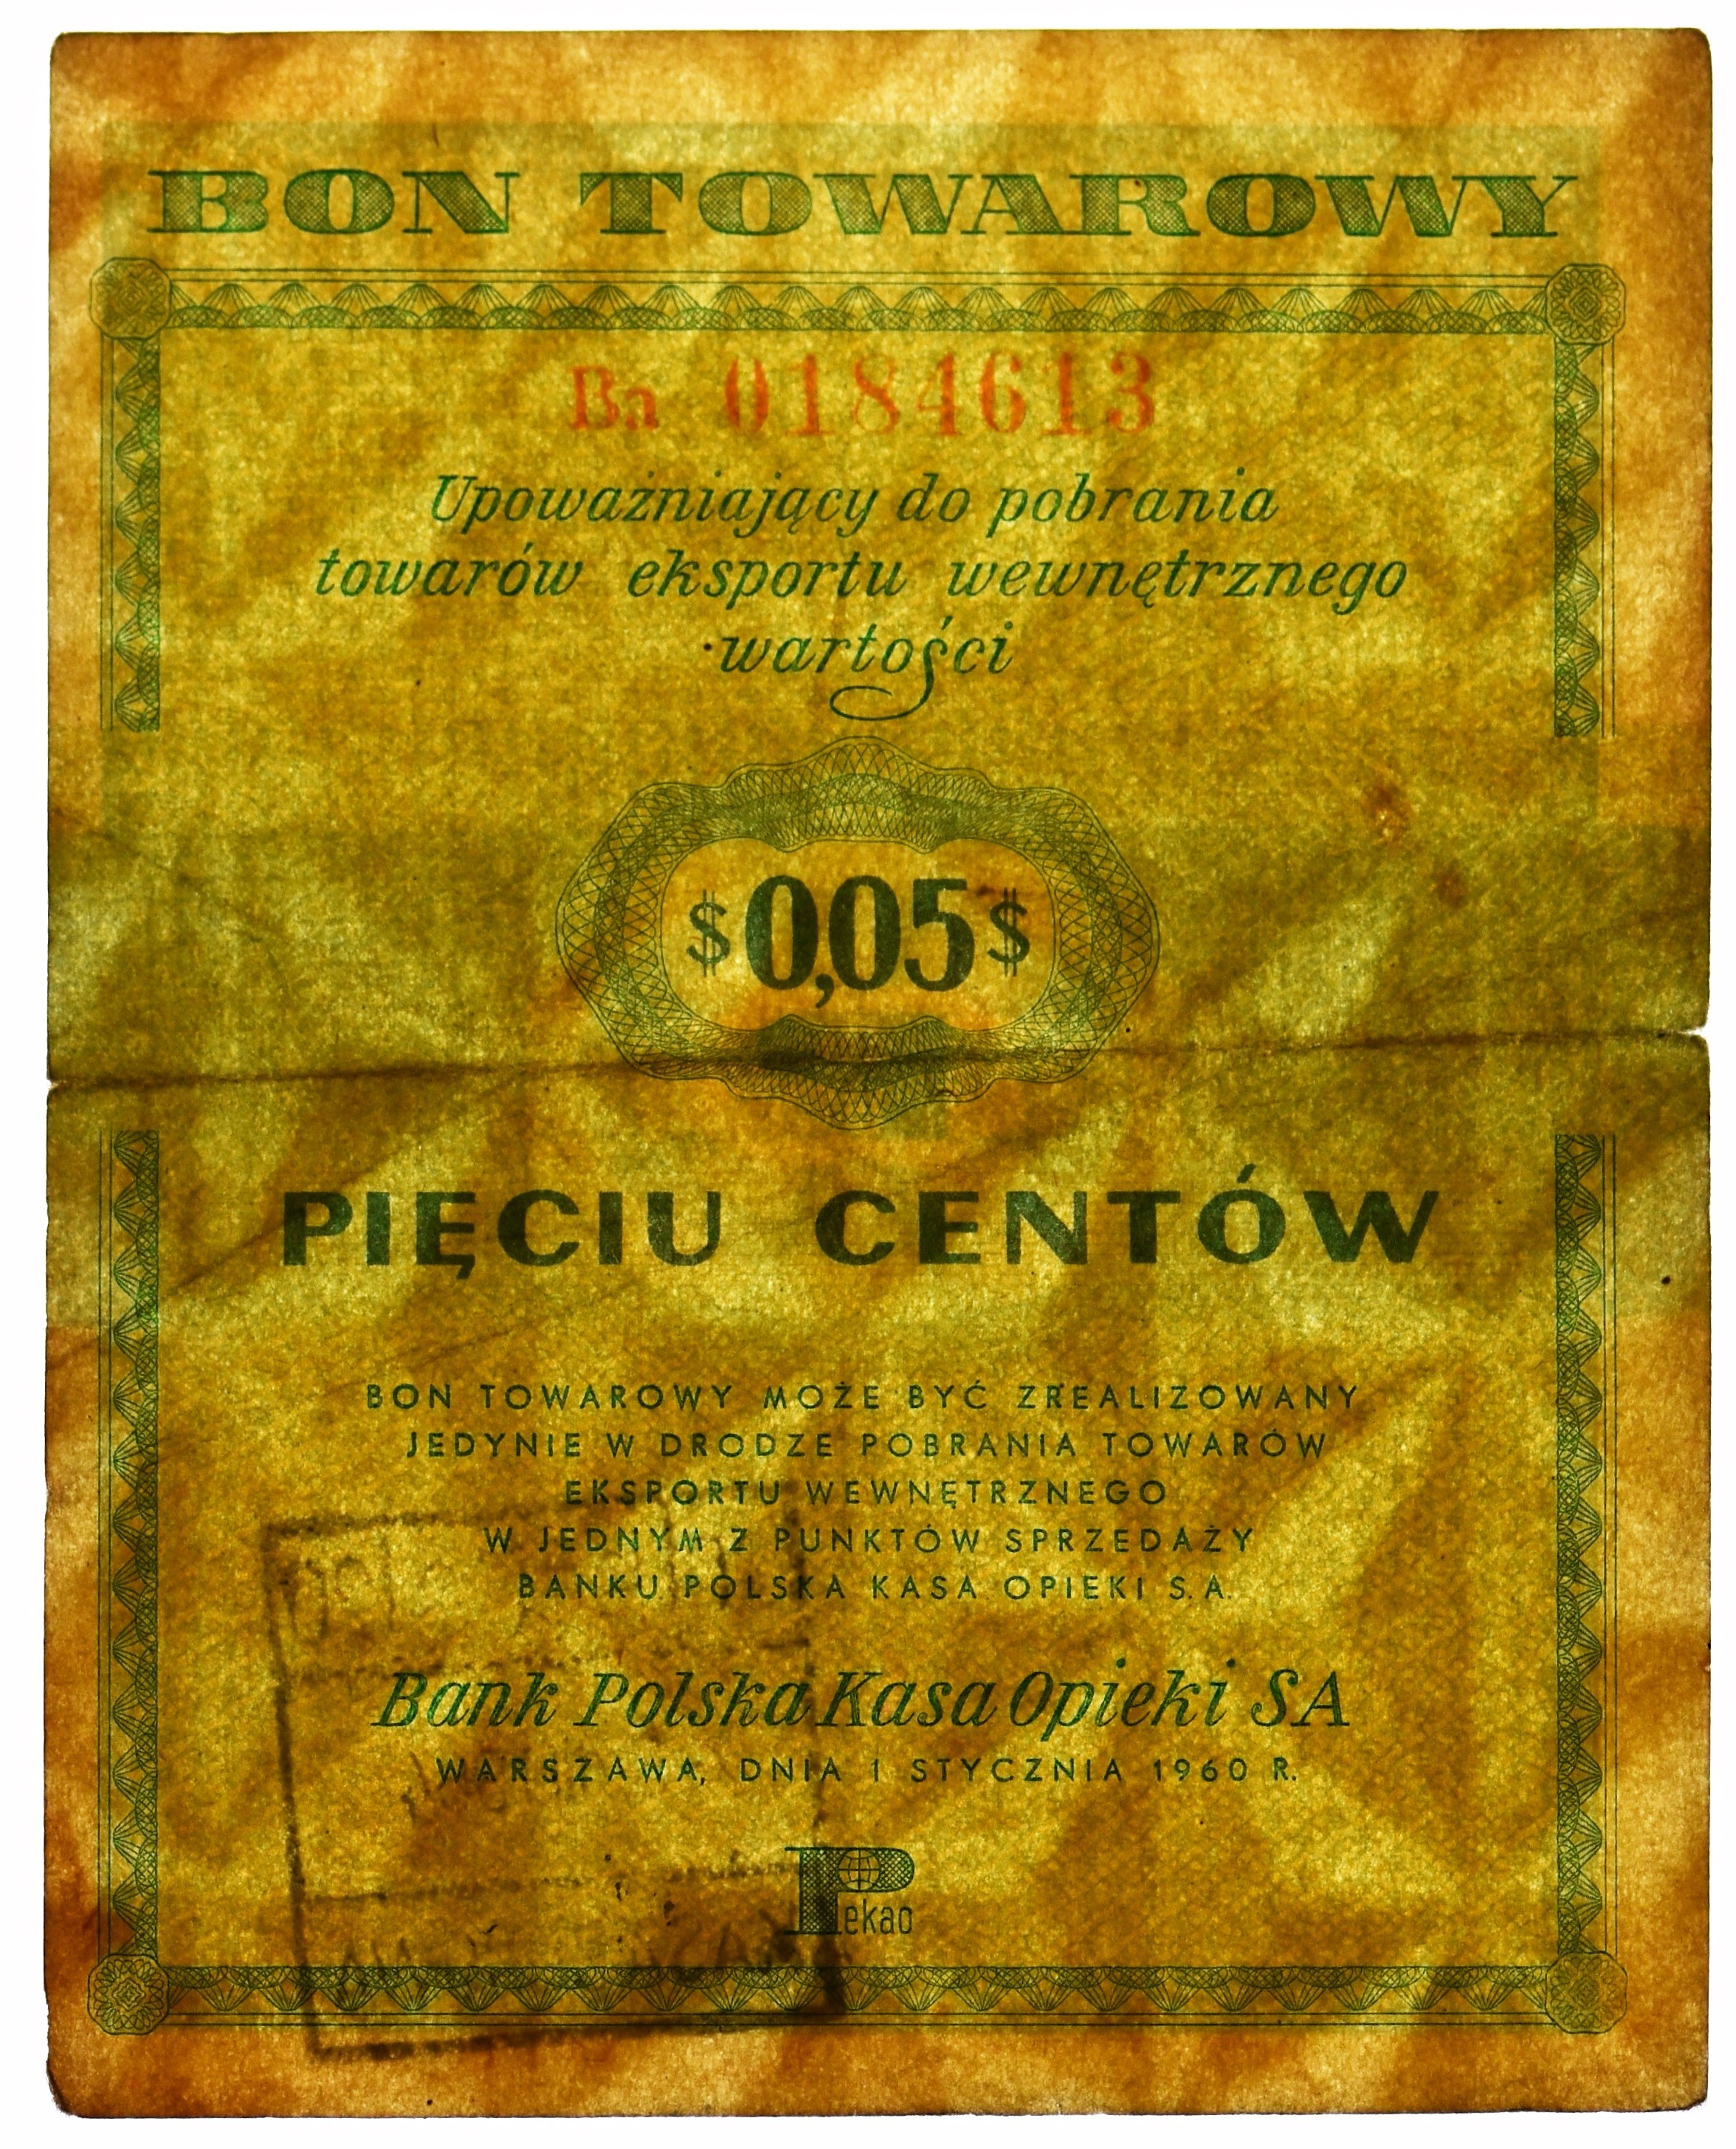 BON TOWAROWY
Ba 0184613
Upoważniający do pobrania
towarów eksportu wewnętrznego
wartości
$0,05$
PIĘCIU CENTÓW
BON TOWAROWY MOŻE BYĆ ZREALIZOWANY
JEDYNIE W DRODZE POBRANIA TOWARÓW
EKSPORTU WEWNĘTRZNEGO
W JEDNYM Z PUNKTÓW SPRZEDAŻY
BANKU POLSKA KASA OPIEKI S.A.
Bank Polska Kasa Opieki SA
WARSZAWA, DNIA 1 STYCZNIA 1960 R.
Pekao